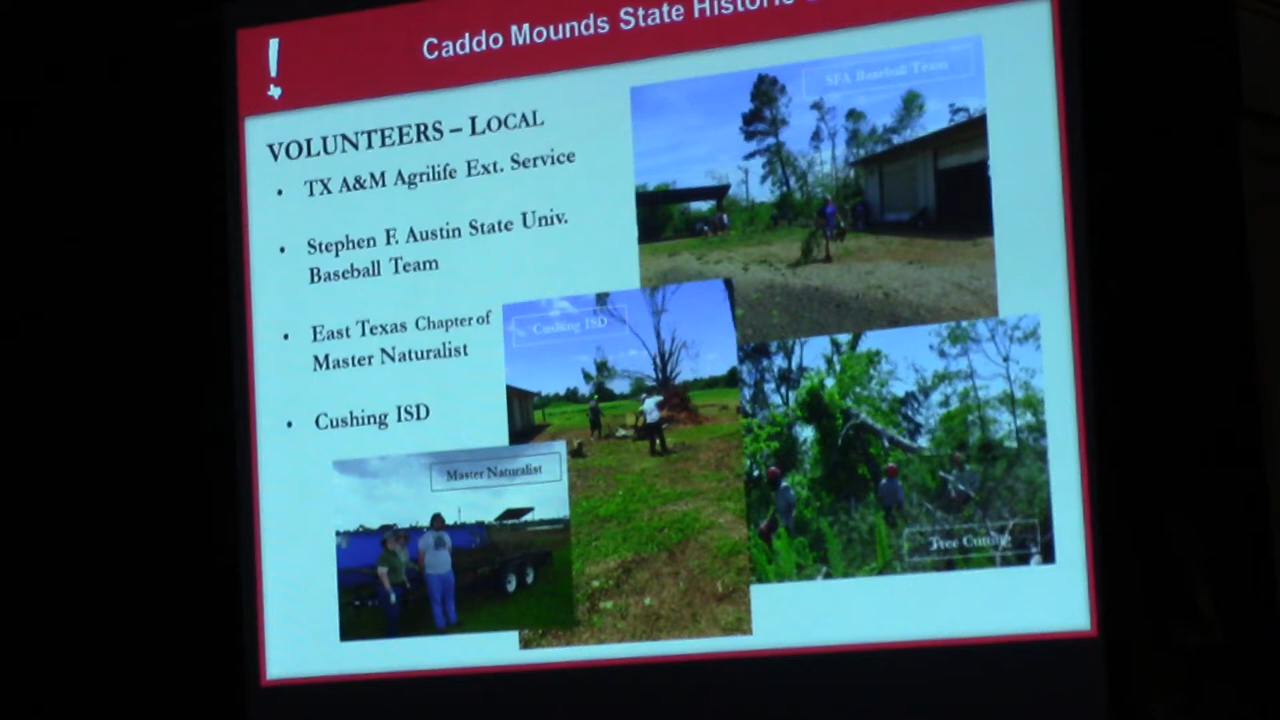 Caddo Mounds State Historic
VOLUNTEERS – LOCAL
• TX A&M Agrilife Ext. Service
• Stephen F. Austin State Univ.
Baseball Team
• East Texas Chapter of
Master Naturalist
• Cushing ISD
SFA Baseball Team
Cushing ISD
Master Naturalist
Tree Cutting